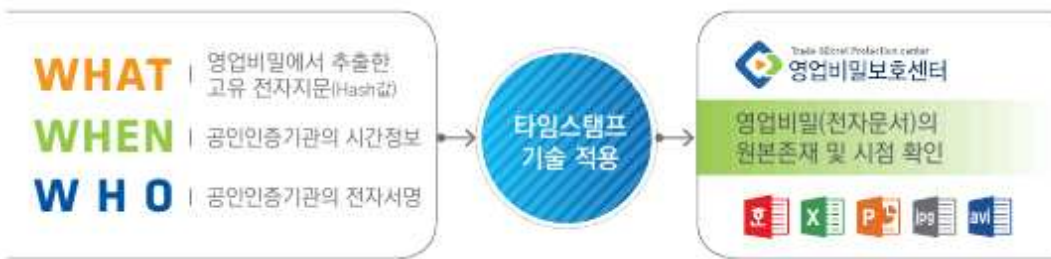 WHAT
영업비밀에서 추출한
고유 전자지문(Hash값)
WHEN
공인인증기관의 시간정보
WHO
공인인증기관의 전자서명
타임스탬프
기술 적용
Trade SEcret Protection center
영업비밀보호센터
영업비밀(전자문서)의
원본존재 및 시점 확인
호 X P jpg avi